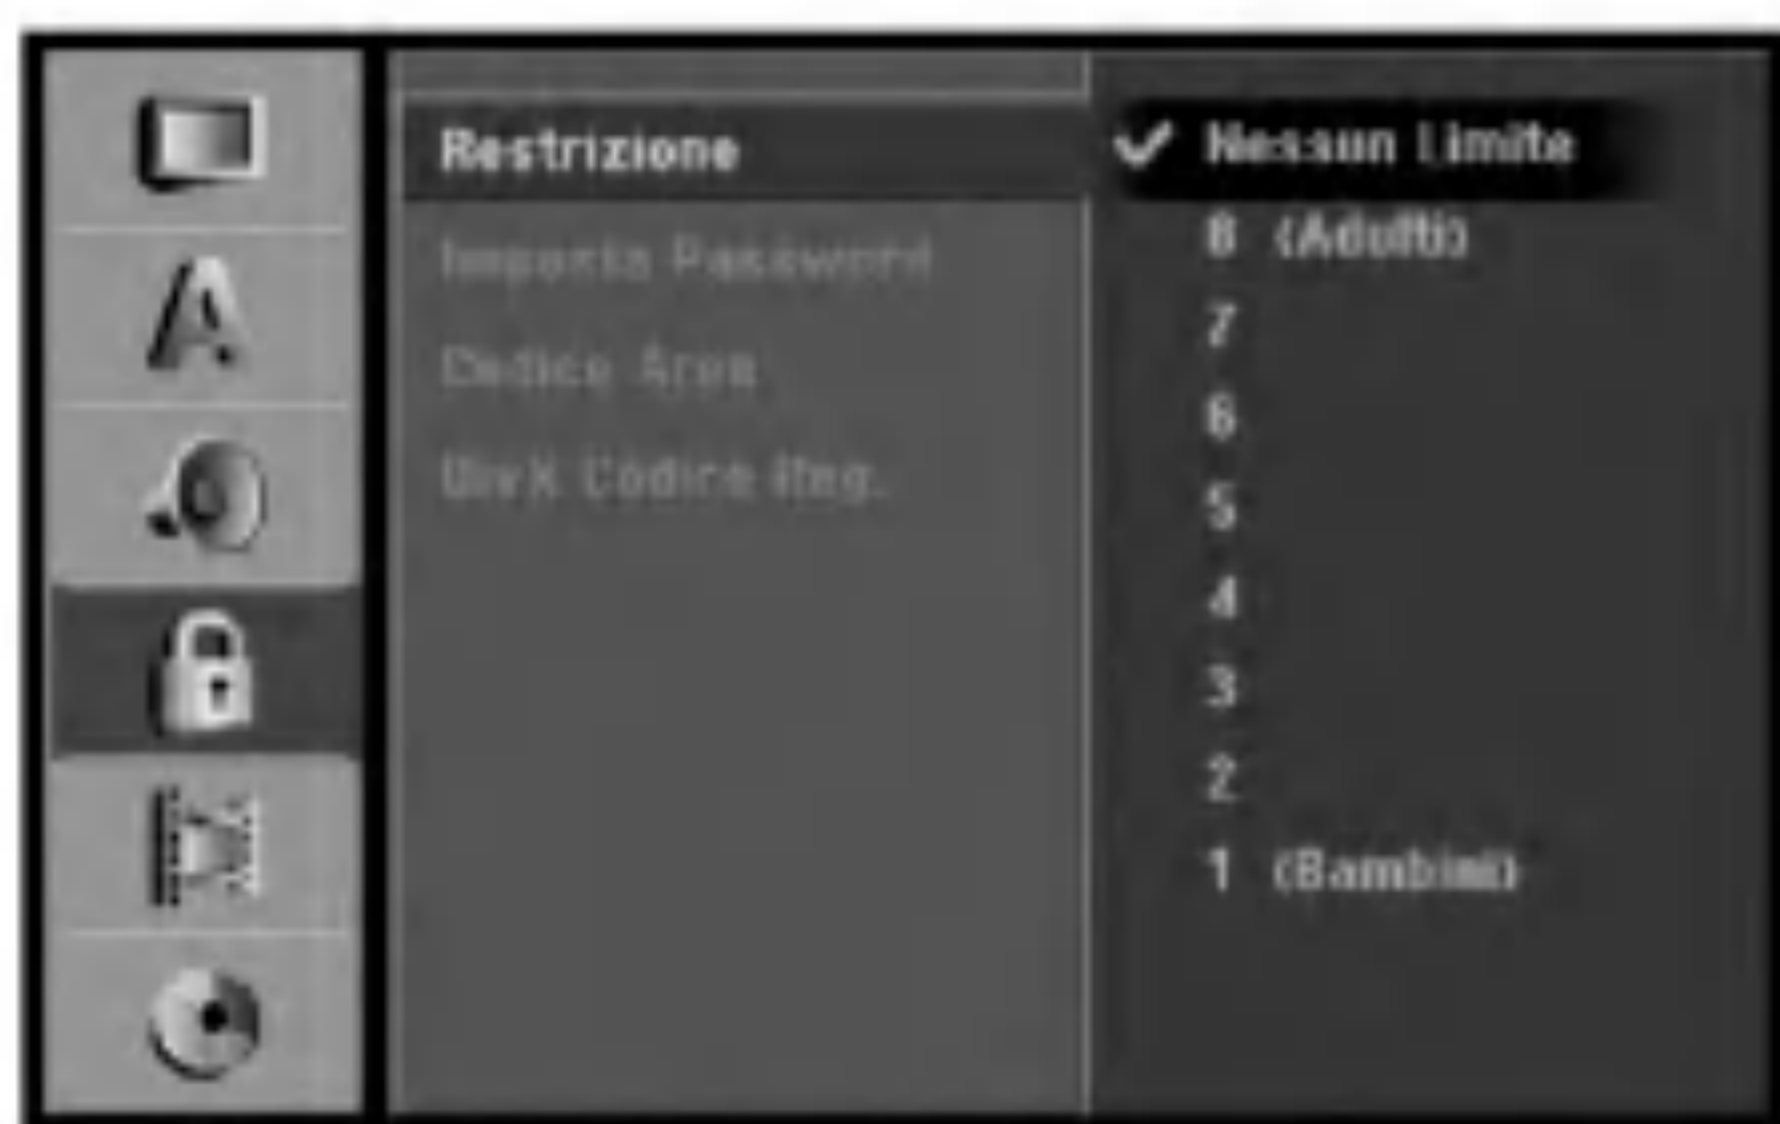 Restrizione
Imposta Password
Codice Area
DivX Codice Reg.
Nessun Limite
8 (Adulti)
7
6
5
4
3
2
1 (Bambini)